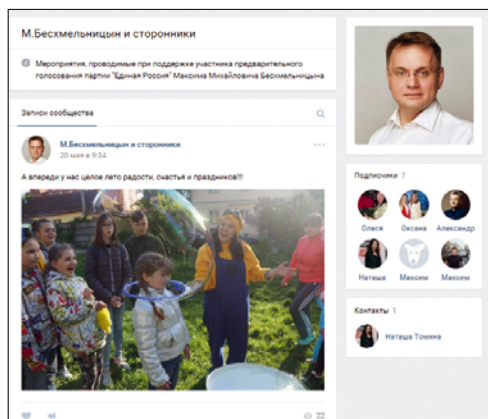 М.Бесхмельницын и сторонники
Мероприятия, проводимые при поддержке участника предварительного
голосования партии "Единая Россия" Максима Михайловича Бесхмельницына
Записи сообщества
М.Бесхмельницын и сторонники
20 мая в 9:34
А впереди у нас целое лето радости, счастья и праздников!!!
22
Подписчики 7
Олеся Оксана Александр
Наташа Максим Максим
Контакты 1
Наташа Томина